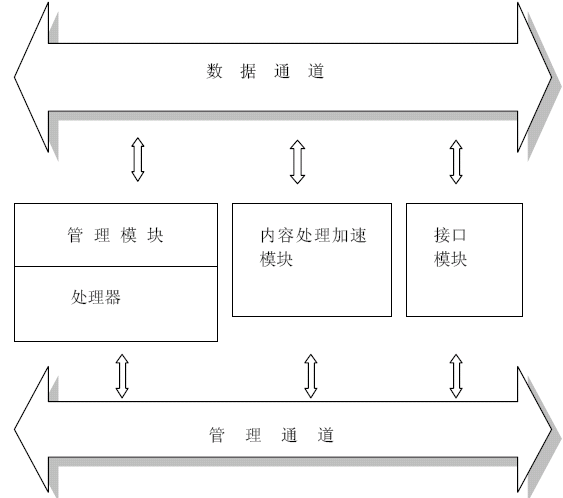 数据通道
管理模块
处理器
内容处理加速
模块
接口
模块
管理通道